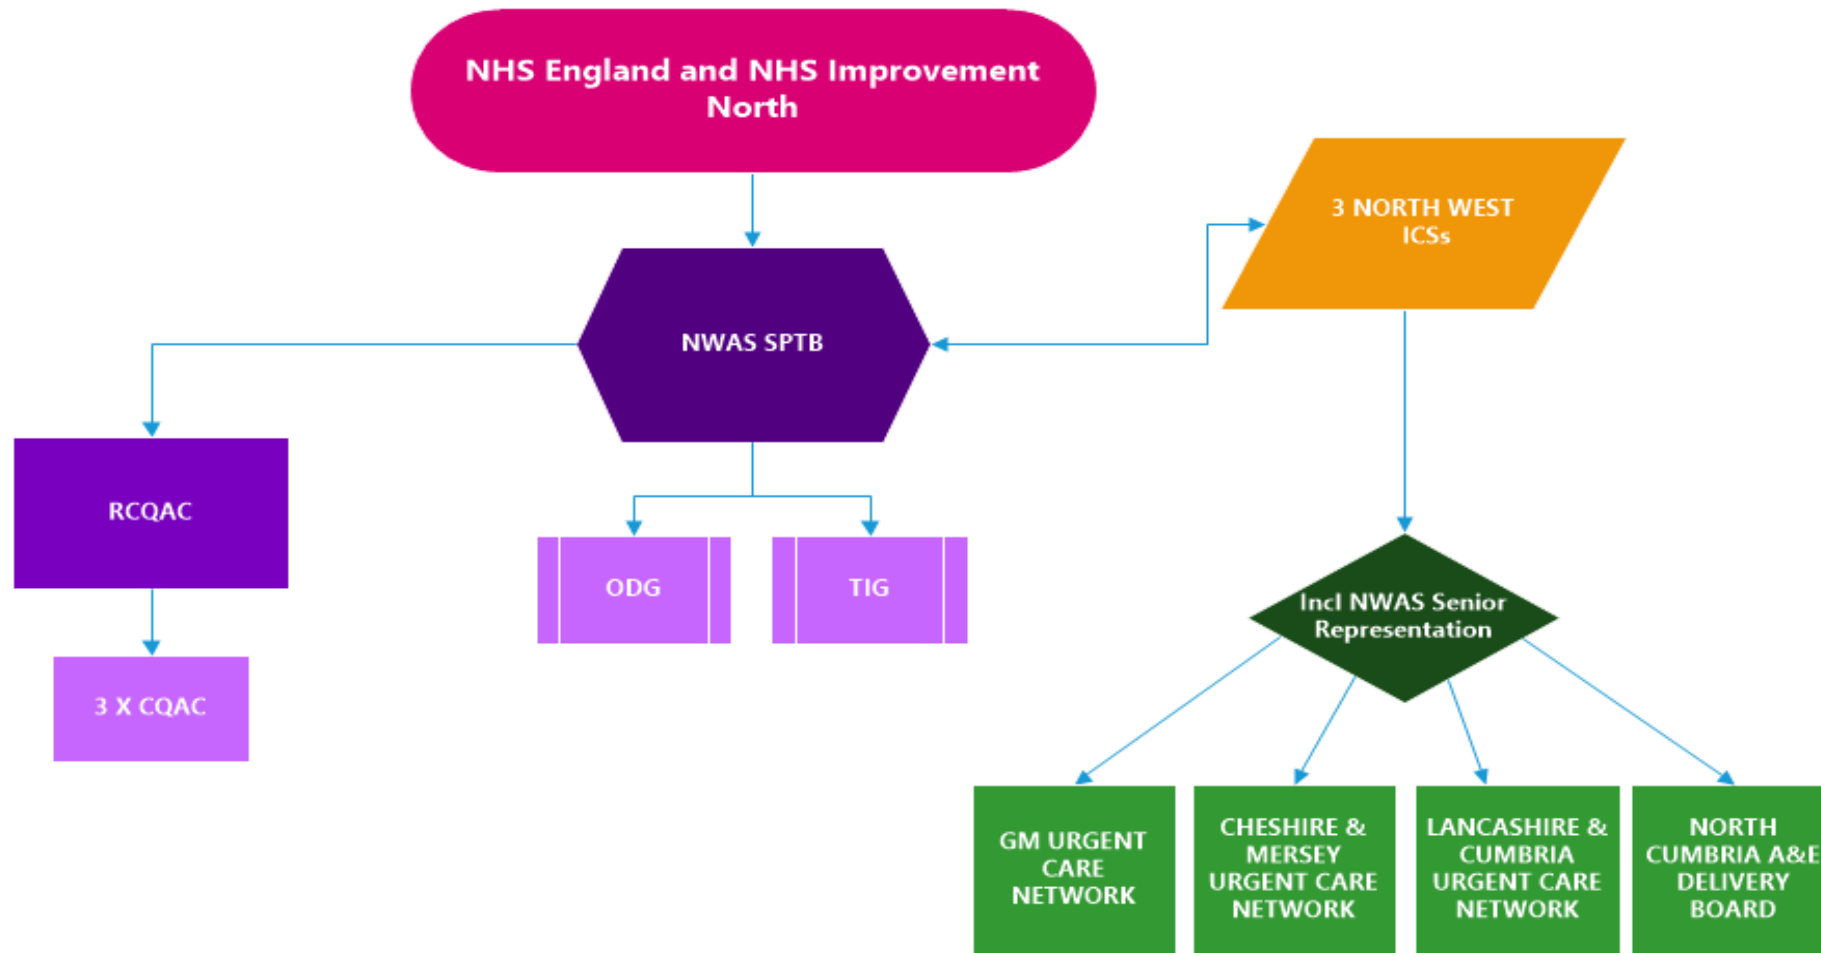 NHS England and NHS Improvement
North
3 NORTH WEST
ICSs
NWAS SPTB
RCQAC
ODG
TIG
3 X CQAC
Incl NWAS Senior
Representation
GM URGENT
CARE
NETWORK
CHESHIRE &
MERSEY
URGENT CARE
NETWORK
LANCASHIRE &
CUMBRIA
URGENT CARE
NETWORK
NORTH
CUMBRIA A&E
DELIVERY
BOARD